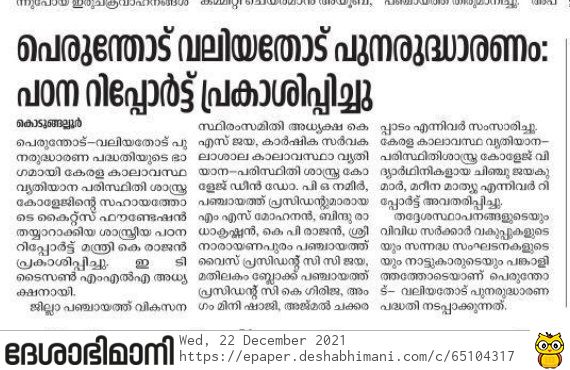 പെരുന്തോട് വലിയതോട് പുനരുദ്ധാരണം:
പഠന റിപ്പോർട്ട് പ്രകാശിപ്പിച്ചു
കൊടുങ്ങല്ലൂർ
പെരുന്തോട്–വലിയതോട് പു
നരുദ്ധാരണ പദ്ധതിയുടെ ഭാ
ഗമായി കേരള കാലാവസ്ഥ
വ്യതിയാന പരിസ്ഥിതി ശാസ്ത്ര
കോളേജിന്റെ സഹായത്തോ
ടെ കൈറ്റ്സ് ഫൗണ്ടേഷൻ
തയ്യാറാക്കിയ ശാസ്ത്രീയ പഠന
റിപ്പോർട്ട് മന്ത്രി കെ രാജൻ
പ്രകാശിപ്പിച്ചു. ഇ ടി
ടൈസൺ എംഎൽഎ അധ്യ
ക്ഷനായി.
ജില്ലാ പഞ്ചായത്ത് വികസന
സ്ഥിരംസമിതി അധ്യക്ഷ കെ
എസ് ജയ, കാർഷിക സർവക
ലാശാല കാലാവസ്ഥാ വ്യതി
യാന–പരിസ്ഥിതി ശാസ്ത്ര കോ
ളേജ് ഡീൻ ഡോ. പി ഒ നമീർ,
പഞ്ചായത്ത് പ്രസിഡന്റുമാരായ
എം എസ് മോഹനൻ, ബിന്ദു രാ
ധാകൃഷ്ണൻ, കെ പി രാജൻ, ശ്രീ
നാരായണപുരം പഞ്ചായത്ത്
വൈസ് പ്രസിഡന്റ് സി സി ജയ,
മതിലകം ബ്ലോക്ക് പഞ്ചായത്ത്
പ്രസിഡന്റ് സി കെ ഗിരിജ, അം
ഗം മിനി ഷാജി, അജ്മൽ ചക്കര
പ്പാടം എന്നിവർ സംസാരിച്ചു.
കേരള കാലാവസ്ഥ വ്യതിയാന–
പരിസ്ഥിതിശാസ്ത്ര കോളേജ് വി
ദ്യാർഥിനികളായ ചിഞ്ചു ജയകു
മാർ, മറീന മാത്യു എന്നിവർ റി
പ്പോർട്ട് അവതരിപ്പിച്ചു.
തദ്ദേശസ്ഥാപനങ്ങളുടെയും
വിവിധ സർക്കാർ വകുപ്പുകളുടെ
യും സന്നദ്ധ സംഘടനകളുടെ
യും നാട്ടുകാരുടെയും പങ്കാളി
ത്തത്തോടെയാണ് പെരുന്തോ
ട്– വലിയതോട് പുനരുദ്ധാരണ
പദ്ധതി നടപ്പാക്കുന്നത്.
ദേശാഭിമാനി
Wed, 22 December 2021
https://epaper.deshabhimani.com/c/65104317